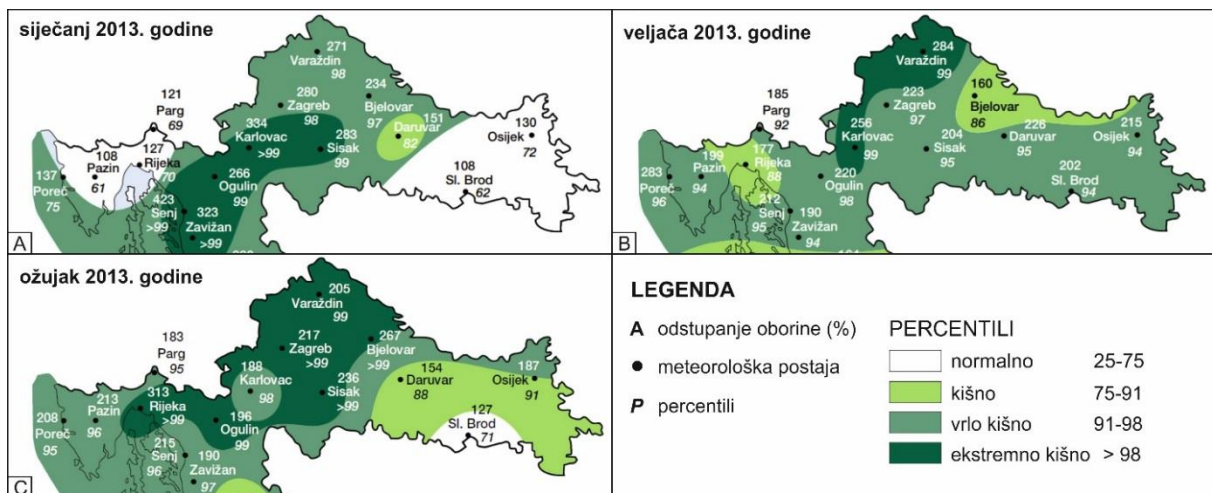 siječanj 2013. godine
271
Varaždin
98
234
Bjelovar
97
280
Zagreb
98
121
Parg
69
334
Karlovac
>99
283
Sisak
99
151
Daruvar
82
130
Osijek
72
108
Pazin
61
127
Rijeka
70
137
Poreč
75
266
Ogulin
99
108
Sl. Brod
62
423
Senj
>99
323
Zavižan
>99
A
veljača 2013. godine
284
Varaždin
99
160
Bjelovar
86
223
Zagreb
97
185
Parg
92
256
Karlovac
99
204
Sisak
95
226
Daruvar
95
215
Osijek
94
199
Pazin
94
177
Rijeka
88
283
Poreč
96
220
Ogulin
98
202
Sl. Brod
94
212
Senj
95
190
Zavižan
94
B
ožujak 2013. godine
205
Varaždin
99
217
Zagreb
>99
267
Bjelovar
>99
183
Parg
95
188
Karlovac
98
236
Sisak
>99
154
Daruvar
88
187
Osijek
91
213
Pazin
96
313
Rijeka
>99
208
Poreč
95
196
Ogulin
99
127
Sl. Brod
71
215
Senj
96
190
Zavižan
97
C
LEGENDA
A odstupanje oborine (%)
● meteorološka postaja
P percentili
PERCENTILI
normalno 25-75
kišno 75-91
vrlo kišno 91-98
ekstremno kišno > 98